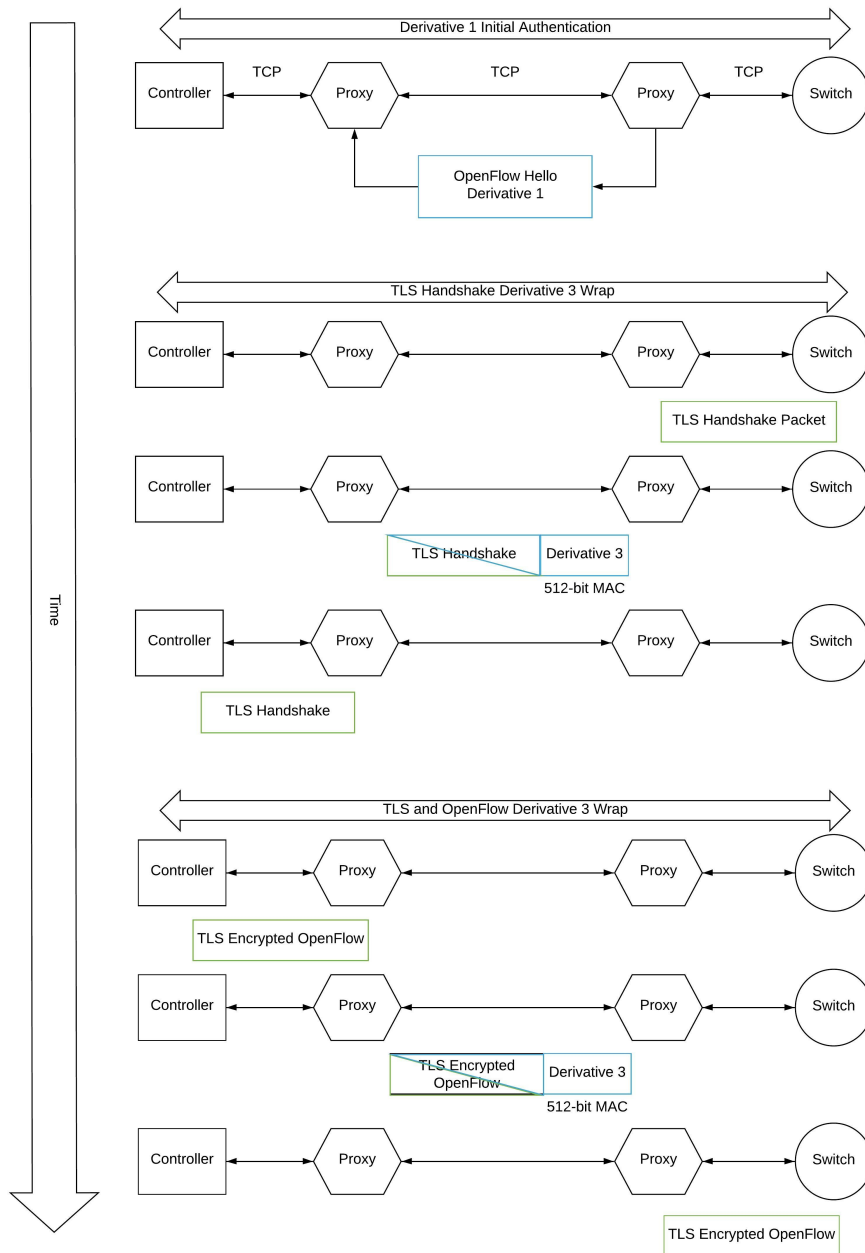 Derivative 1 Initial Authentication
TCP
TCP
TCP
Controller
Proxy
Proxy
Switch
OpenFlow Hello
Derivative 1
TLS Handshake Derivative 3 Wrap
Controller
Proxy
Proxy
Switch
TLS Handshake Packet
Controller
Proxy
Proxy
Switch
TLS Handshake
Derivative 3
512-bit MAC
Time
Controller
Proxy
Proxy
Switch
TLS Handshake
TLS and OpenFlow Derivative 3 Wrap
Controller
Proxy
Proxy
Switch
TLS Encrypted OpenFlow
Controller
Proxy
Proxy
Switch
TLS Encrypted
OpenFlow
Derivative 3
512-bit MAC
Controller
Proxy
Proxy
Switch
TLS Encrypted OpenFlow